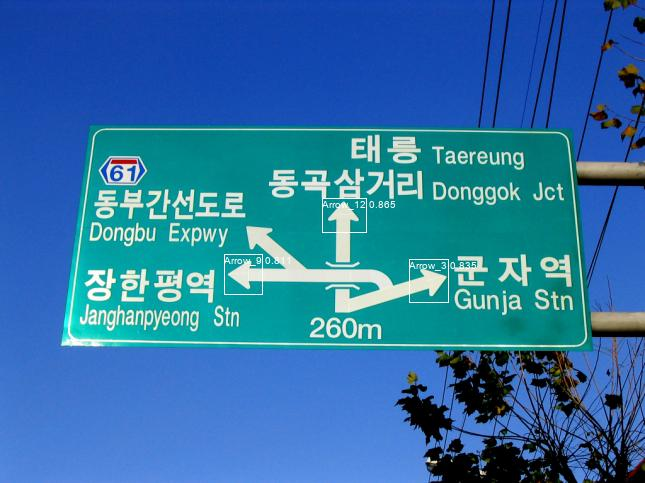 태릉 Taereung
동곡삼거리 Donggok Jct
61
동부간선도로
Dongbu Expwy
장한평역
Janghanpyeong Stn
군자역
Gunja Stn
260m
Arrow_12 0.865
Arrow_9 0.811
Arrow_3 0.835